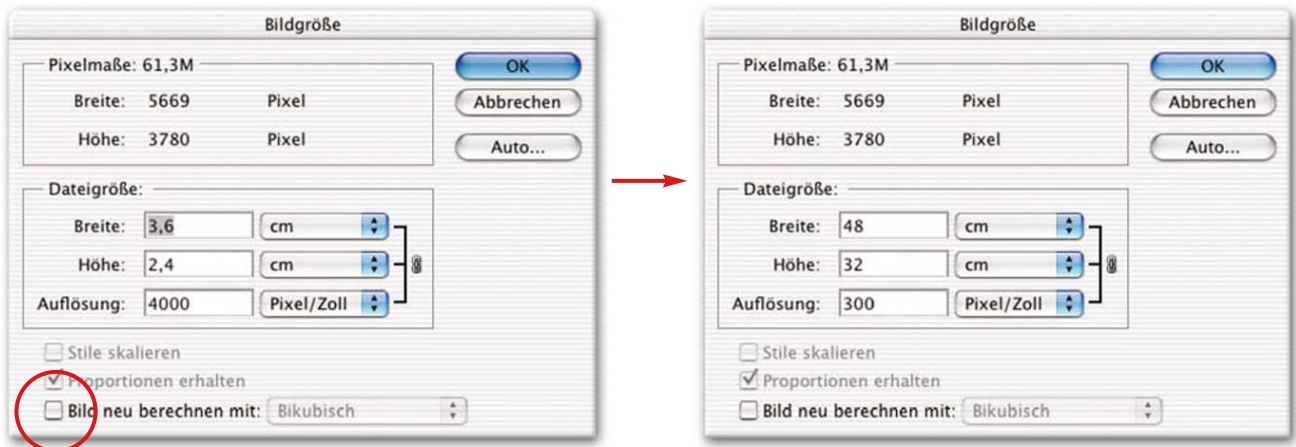 Bildgröße
Pixelmaße: 61,3M
OK
Breite: 5669 Pixel
Abbrechen
Höhe: 3780 Pixel
Auto...
Dateigröße:
Breite: 3,6 cm
Höhe: 2,4 cm
Auflösung: 4000 Pixel/Zoll
Stile skalieren
Proportionen erhalten
Bild neu berechnen mit: Bikubisch
Bildgröße
Pixelmaße: 61,3M
OK
Breite: 5669 Pixel
Abbrechen
Höhe: 3780 Pixel
Auto...
Dateigröße:
Breite: 48 cm
Höhe: 32 cm
Auflösung: 300 Pixel/Zoll
Stile skalieren
Proportionen erhalten
Bild neu berechnen mit: Bikubisch